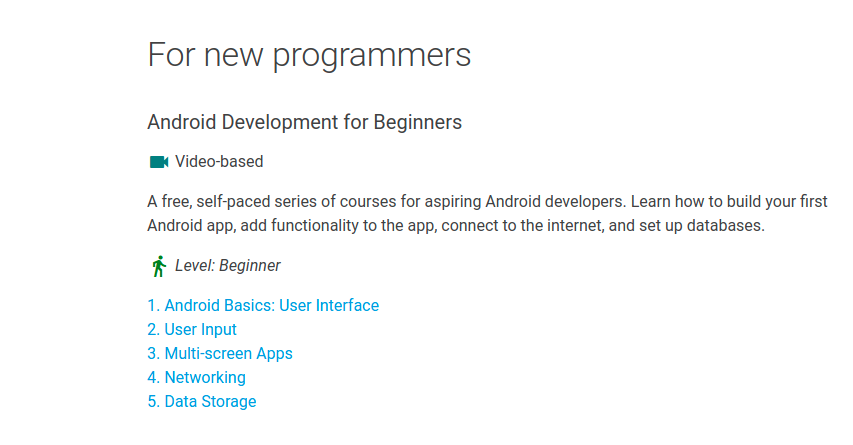 For new programmers
Android Development for Beginners
Video-based
A free, self-paced series of courses for aspiring Android developers. Learn how to build your first
Android app, add functionality to the app, connect to the internet, and set up databases.
Level: Beginner
1. Android Basics: User Interface
2. User Input
3. Multi-screen Apps
4. Networking
5. Data Storage